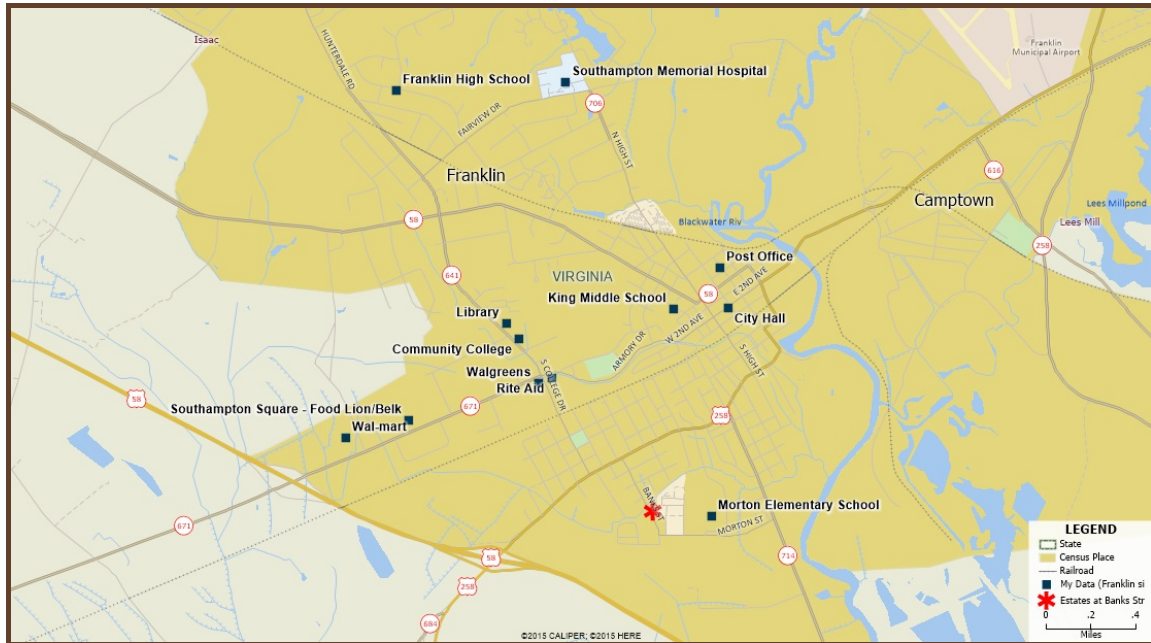 Isaac
HUNTERDALE RD
Franklin High School
Southampton Memorial Hospital
Franklin
Municipal Airport
706
FAIRVIEW DR
N HIGH ST
616
Franklin
Camptown
Lees Millpond
Lees Mill
58
Blackwater Riv
258
Post Office
641
VIRGINIA
E 2ND AVE
58
King Middle School
City Hall
W 2ND AVE
Library
ARMORY DR
Community College
S HIGH ST
Walgreens
Rite Aid
S COLLEGE DR
58
Southampton Square - Food Lion/Belk
671
258
Wal-mart
Morton Elementary School
671
MORTON ST
58
714
258
684
LEGEND
State
Census Place
Railroad
My Data (Franklin si
Estates at Banks Str
0 .2 .4
Miles
©2015 CALIPER; ©2015 HERE